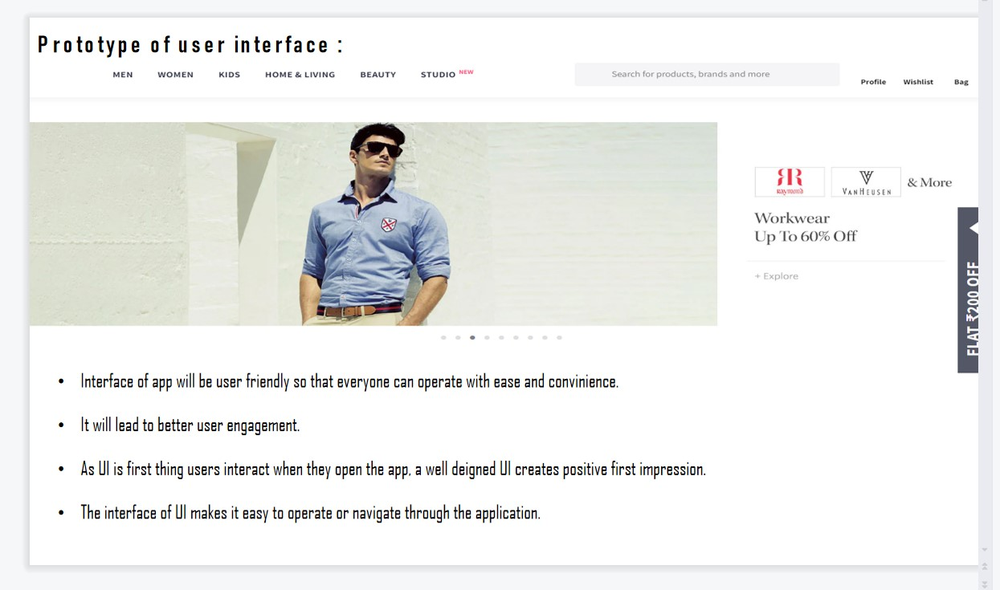 Prototype of user interface :
MEN WOMEN KIDS HOME & LIVING BEAUTY STUDIO NEW
Search for products, brands and more
Profile Wishlist Bag
Raymond VANHEUSEN & More
Workwear
Up To 60% Off
+ Explore
FLAT ₹200 OFF
• Interface of app will be user friendly so that everyone can operate with ease and convinience.
• It will lead to better user engagement.
• As UI is first thing users interact when they open the app, a well deigned UI creates positive first impression.
• The interface of UI makes it easy to operate or navigate through the application.